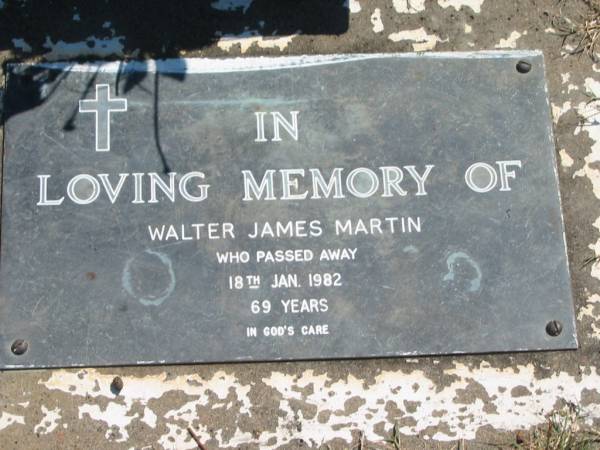 IN
LOVING MEMORY OF
WALTER JAMES MARTIN
WHO PASSED AWAY
18TH JAN. 1982
69 YEARS
IN GOD'S CARE